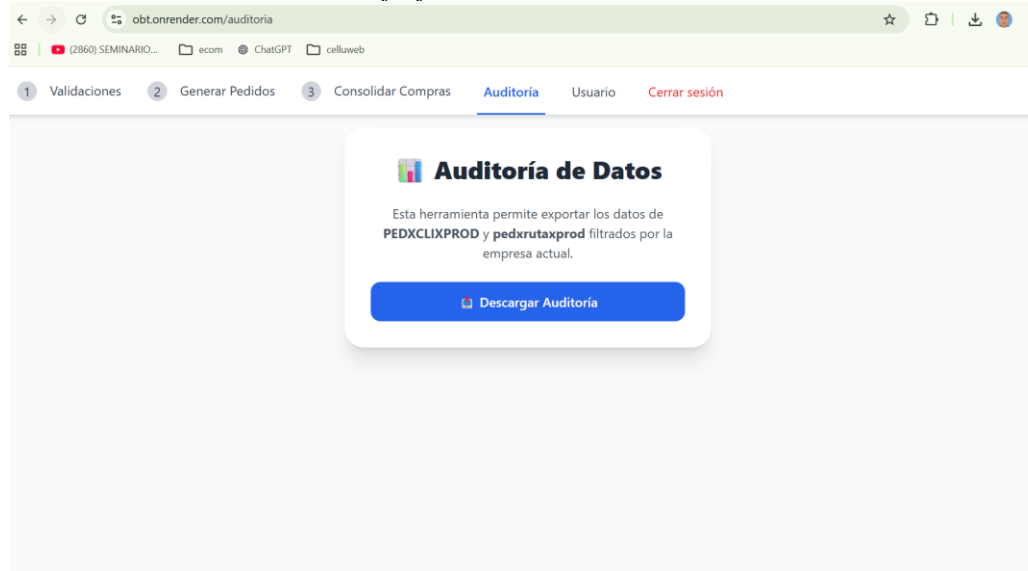 obt.onrender.com/auditoria
(2860) SEMINARIO...
ecom
ChatGPT
celluweb
1 Validaciones
2 Generar Pedidos
3 Consolidar Compras
Auditoría
Usuario
Cerrar sesión
Auditoría de Datos
Esta herramienta permite exportar los datos de
PEDXCLIXPROD y pedxrutaxprod filtrados por la
empresa actual.
Descargar Auditoría